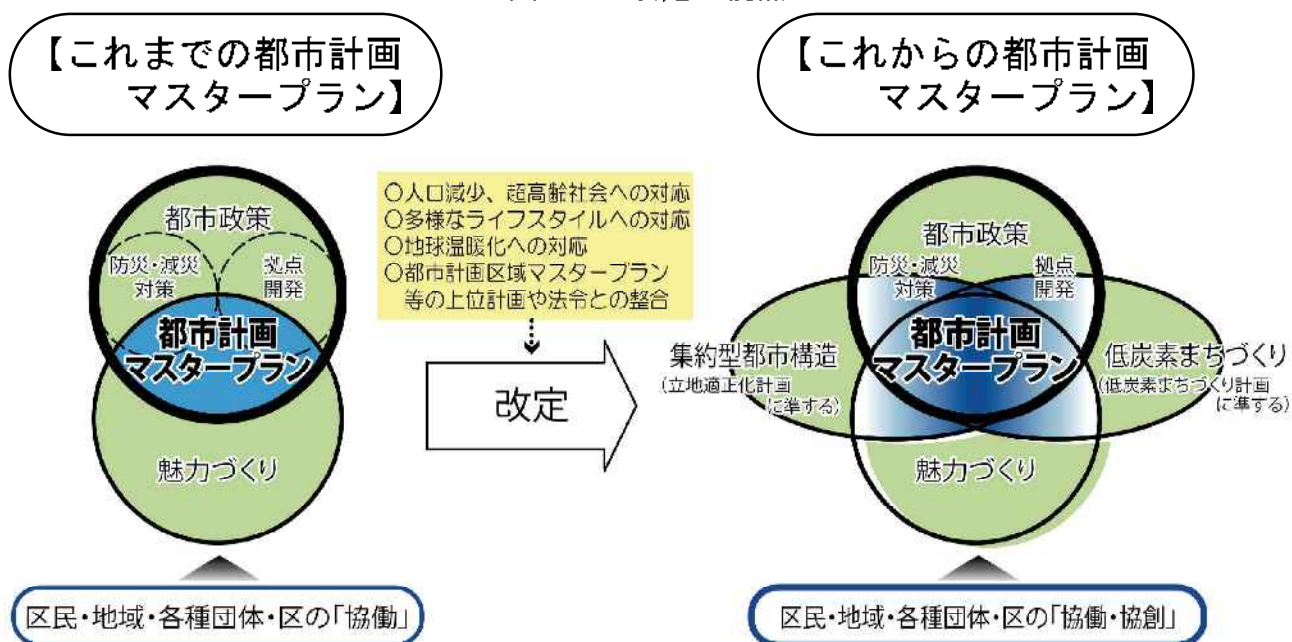 【これまでの都市計画
マスタープラン】
都市政策
防災・減災
対策
拠点
開発
都市計画
マスタープラン
魅力づくり
区民・地域・各種団体・区の「協働」
○人口減少、超高齢社会への対応
○多様なライフスタイルへの対応
○地球温暖化への対応
○都市計画区域マスタープラン
等の上位計画や法令との整合
改定
【これからの都市計画
マスタープラン】
都市政策
防災・減災
対策
拠点
開発
都市計画
マスタープラン
集約型都市構造
(立地適正化計画
に準する)
低炭素まちづくり
(低炭素まちづくり計画
に準する)
魅力づくり
区民・地域・各種団体・区の「協働・協創」